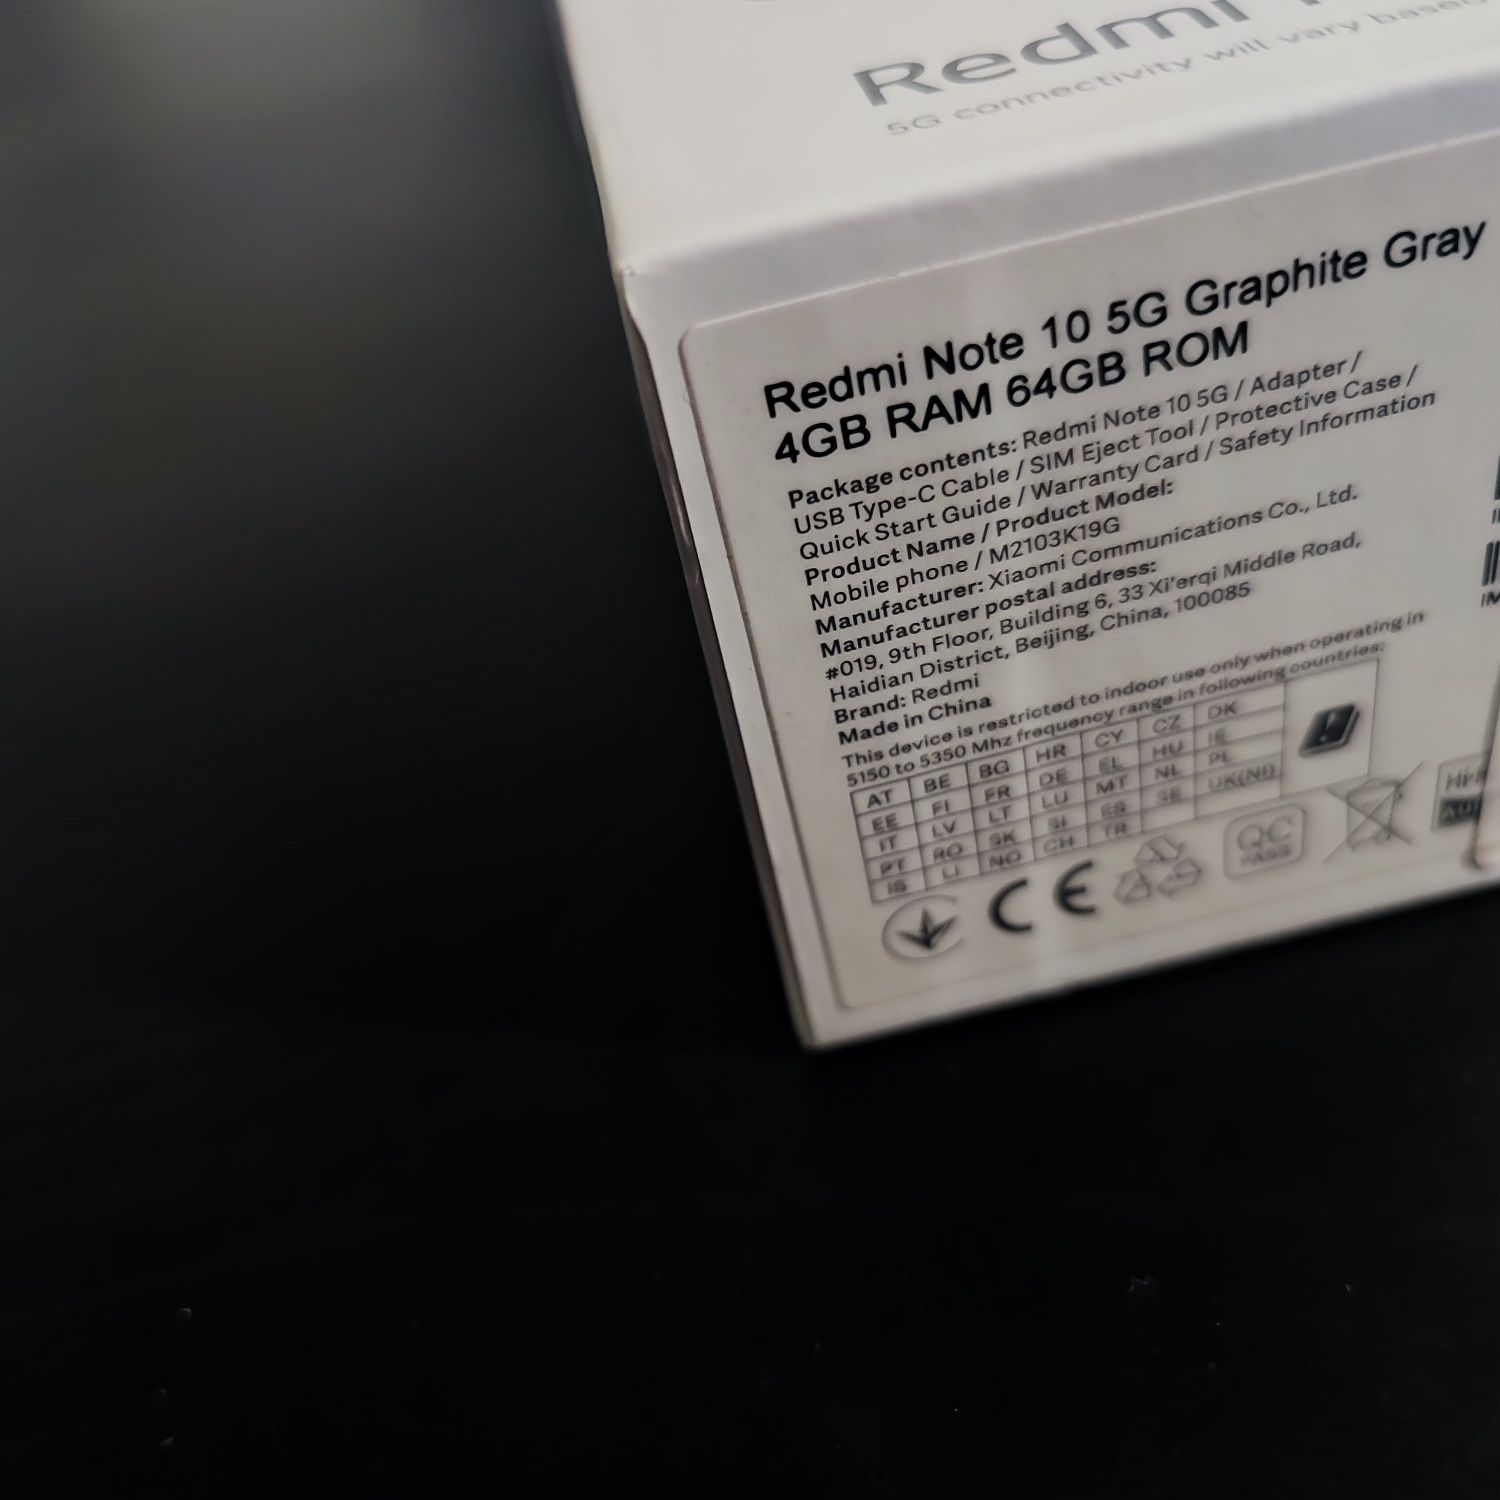 Redmi
5G connectivity will vary based
Redmi Note 10 5G Graphite Gray
4GB RAM 64GB ROM
Package contents: Redmi Note 10 5G / Adapter /
USB Type-C Cable / SIM Eject Tool / Protective Case /
Quick Start Guide / Warranty Card / Safety Information
Product Name / Product Model:
Mobile phone / M2103K19G
Manufacturer: Xiaomi Communications Co., Ltd.
Manufacturer postal address:
#019, 9th Floor, Building 6, 33 Xi'erqi Middle Road,
Haidian District, Beijing, China, 100085
Brand: Redmi
Made in China
This device is restricted to indoor use only when operating in
5150 to 5350 Mhz frequency range in following countries:
AT BE BG HR CY CZ DK
EE FI FR DE EL HU IE
IT LV LT LU MT NL PL
PT RO SK SI ES SE UK(NI)
IS LI NO CH TR
CE
QC
PASS